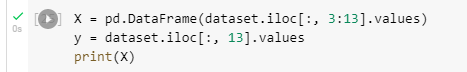 X = pd.DataFrame(dataset.iloc[:, 3:13].values)
y = dataset.iloc[:, 13].values
print(X)
0s